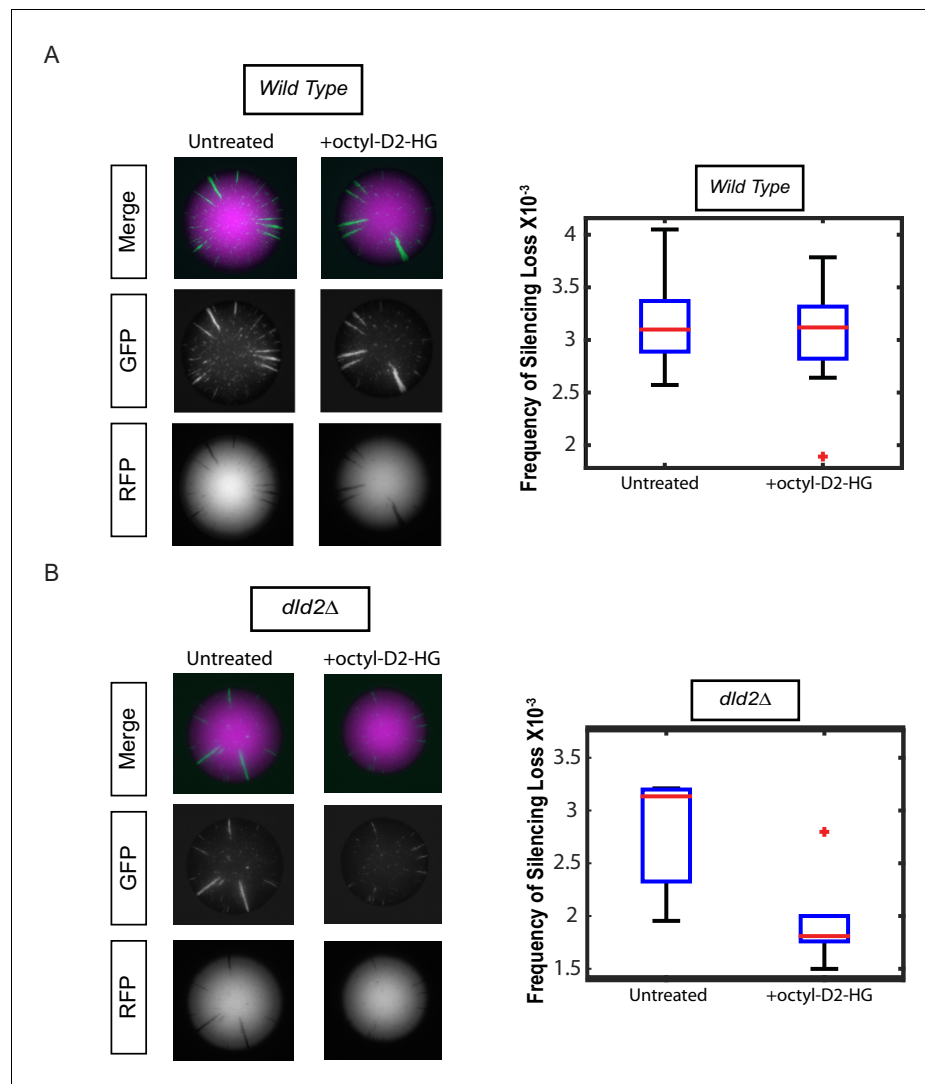 A
Wild Type
Untreated
+octyl-D2-HG
Merge
GFP
RFP
Wild Type
Frequency of Silencing Loss X10-3
4
3.5
3
2.5
2
Untreated
+octyl-D2-HG
B
dld2Δ
Untreated
+octyl-D2-HG
Merge
GFP
RFP
dld2Δ
Frequency of Silencing Loss X10-3
3.5
3
2.5
2
1.5
Untreated
+octyl-D2-HG